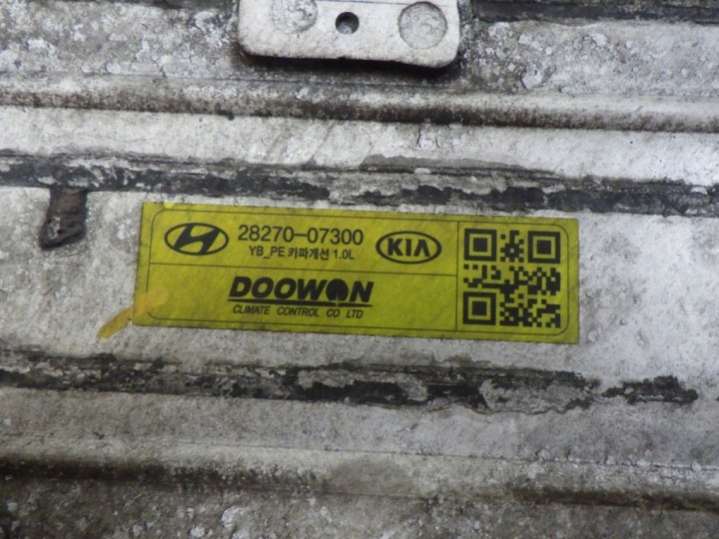 28270-07300
KIA
YB_PE 카파개선 1.0L
DOOWON
CLIMATE CONTROL CO LTD